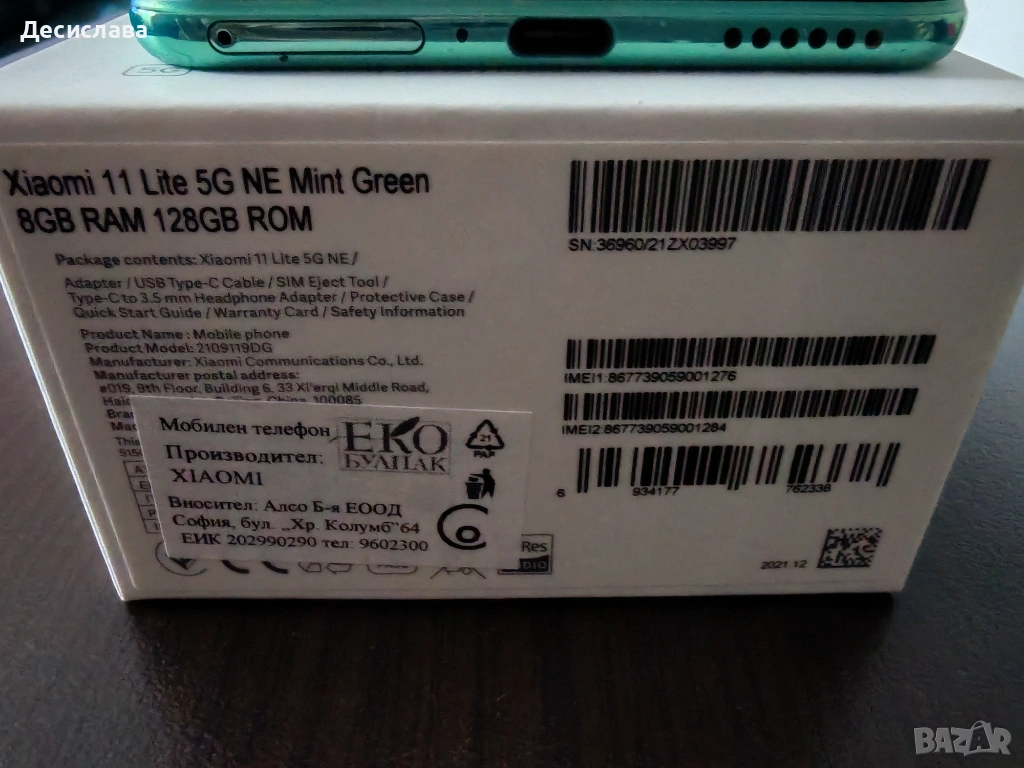 Десислава
5G
Xiaomi 11 Lite 5G NE Mint Green
8GB RAM 128GB ROM
SN:36960/21ZX03997
Package contents: Xiaomi 11 Lite 5G NE /
Adapter / USB Type-C Cable / SIM Eject Tool /
Type-C to 3.5 mm Headphone Adapter / Protective Case /
Quick Start Guide / Warranty Card / Safety Information
Product Name : Mobile phone
Product Model: 2109119DG
Manufacturer: Xiaomi Communications Co., Ltd.
Manufacturer postal address:
#019, 9th Floor, Building 6, 33 Xi'erqi Middle Road,
China, 100085
IMEI1:867739059001276
IMEI2:867739059001284
6 934177 762338
Мобилен телефон
ЕКО
БУЛПАК
21
PAP
Производител:
XIAOMI
Вносител: Алсо Б-я ЕООД
София, бул. „Хр. Колумб"64
ЕИК 202990290 тел: 9602300
Res
2021.12
BAZAR